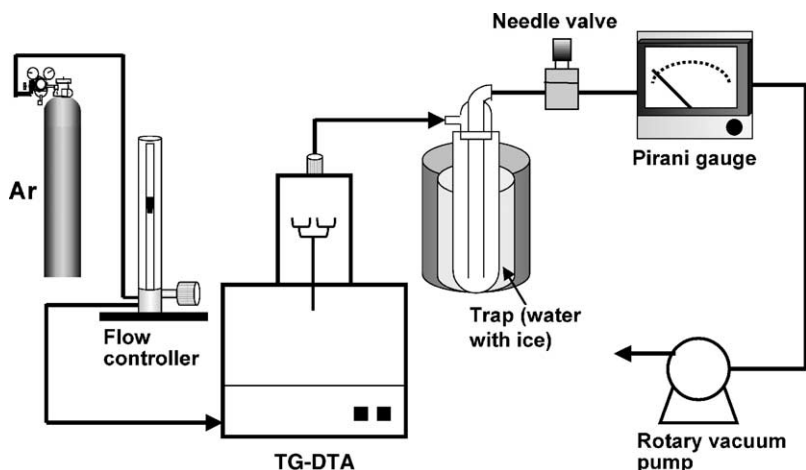 Needle valve
Pirani gauge
Ar
Trap (water
with ice)
Flow
controller
TG-DTA
Rotary vacuum
pump